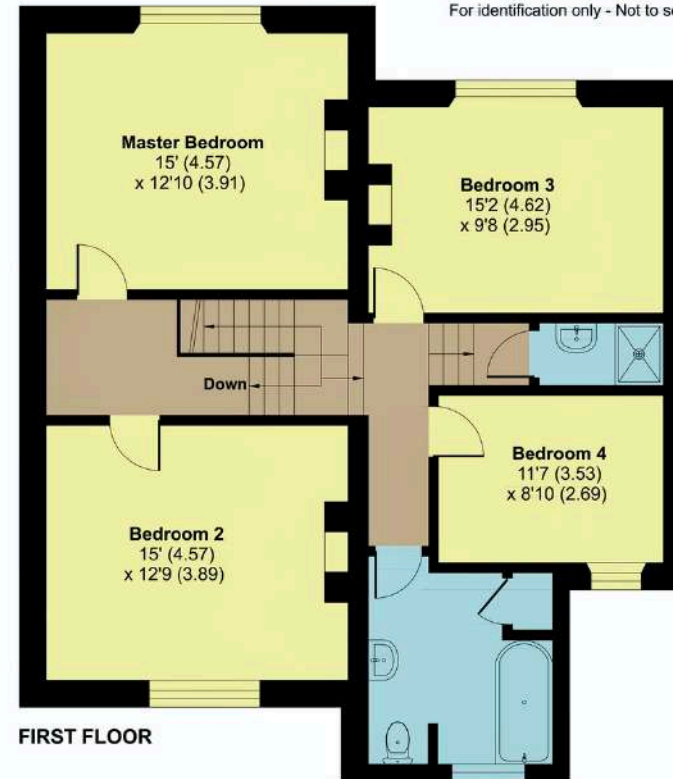 For identification only - Not to
Master Bedroom
15' (4.57)
x 12'10 (3.91)
Bedroom 3
15'2 (4.62)
x 9'8 (2.95)
Down
Bedroom 4
11'7 (3.53)
x 8'10 (2.69)
Bedroom 2
15' (4.57)
x 12'9 (3.89)
FIRST FLOOR